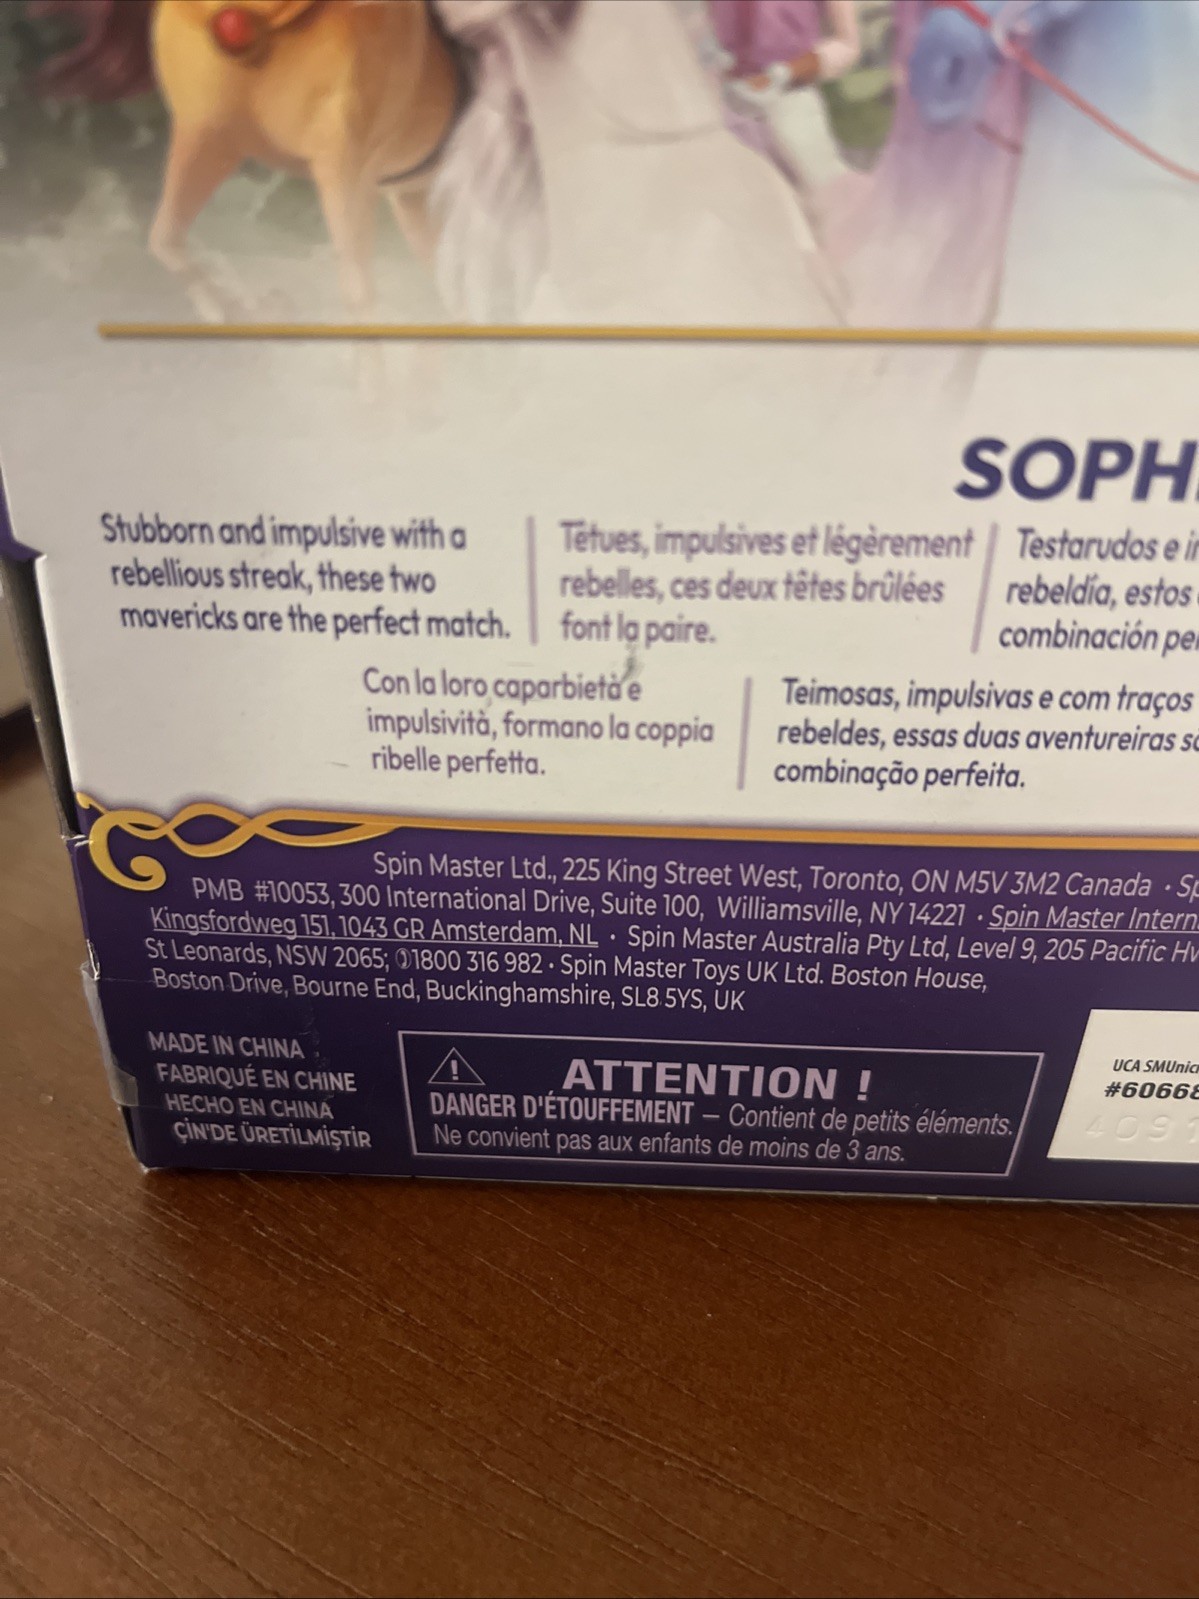 SOPH
Stubborn and impulsive with a
rebellious streak, these two
mavericks are the perfect match.
Têtues, impulsives et légèrement
rebelles, ces deux têtes brûlées
font la paire.
Testarudos e
rebeldía, estos
combinación
Con la loro caparbietà e
impulsività, formano la coppia
ribelle perfetta.
Teimosas, impulsivas e com traços
rebeldes, essas duas aventureiras
combinação perfeita.
Spin Master Ltd., 225 King Street West, Toronto, ON M5V 3M2 Canada · Sp
PMB #10053, 300 International Drive, Suite 100, Williamsville, NY 14221 · Spin Master Intern
Kingsfordweg 151, 1043 GR Amsterdam, NL · Spin Master Australia Pty Ltd, Level 9, 205 Pacific Hw
St Leonards, NSW 2065; ✆1800 316 982 · Spin Master Toys UK Ltd. Boston House,
Boston Drive, Bourne End, Buckinghamshire, SL8 5YS, UK
MADE IN CHINA
FABRIQUÉ EN CHINE
HECHO EN CHINA
ÇİN'DE ÜRETİLMİŞTİR
ATTENTION !
DANGER D'ÉTOUFFEMENT — Contient de petits éléments.
Ne convient pas aux enfants de moins de 3 ans.
UCA SMUnic
#60668
4091